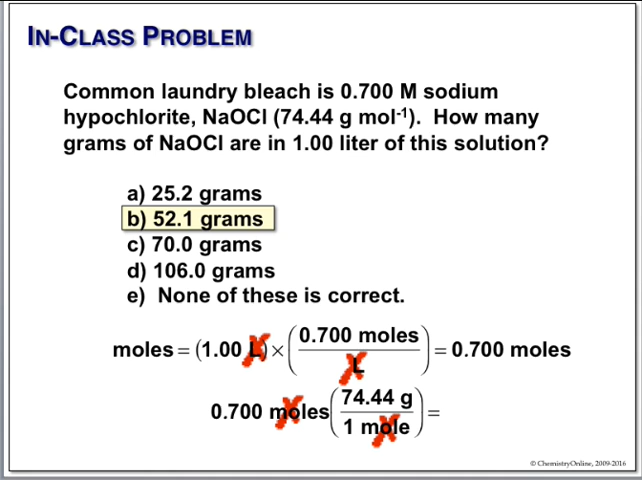 IN-CLASS PROBLEM
Common laundry bleach is 0.700 M sodium
hypochlorite, NaOCl (74.44 g mol⁻¹).  How many
grams of NaOCl are in 1.00 liter of this solution?
a) 25.2 grams
b) 52.1 grams
c) 70.0 grams
d) 106.0 grams
e)  None of these is correct.
moles = (1.00 L) × (0.700 moles / L) = 0.700 moles
0.700 moles (74.44 g / 1 mole) =
© ChemistryOnline, 2009-2016